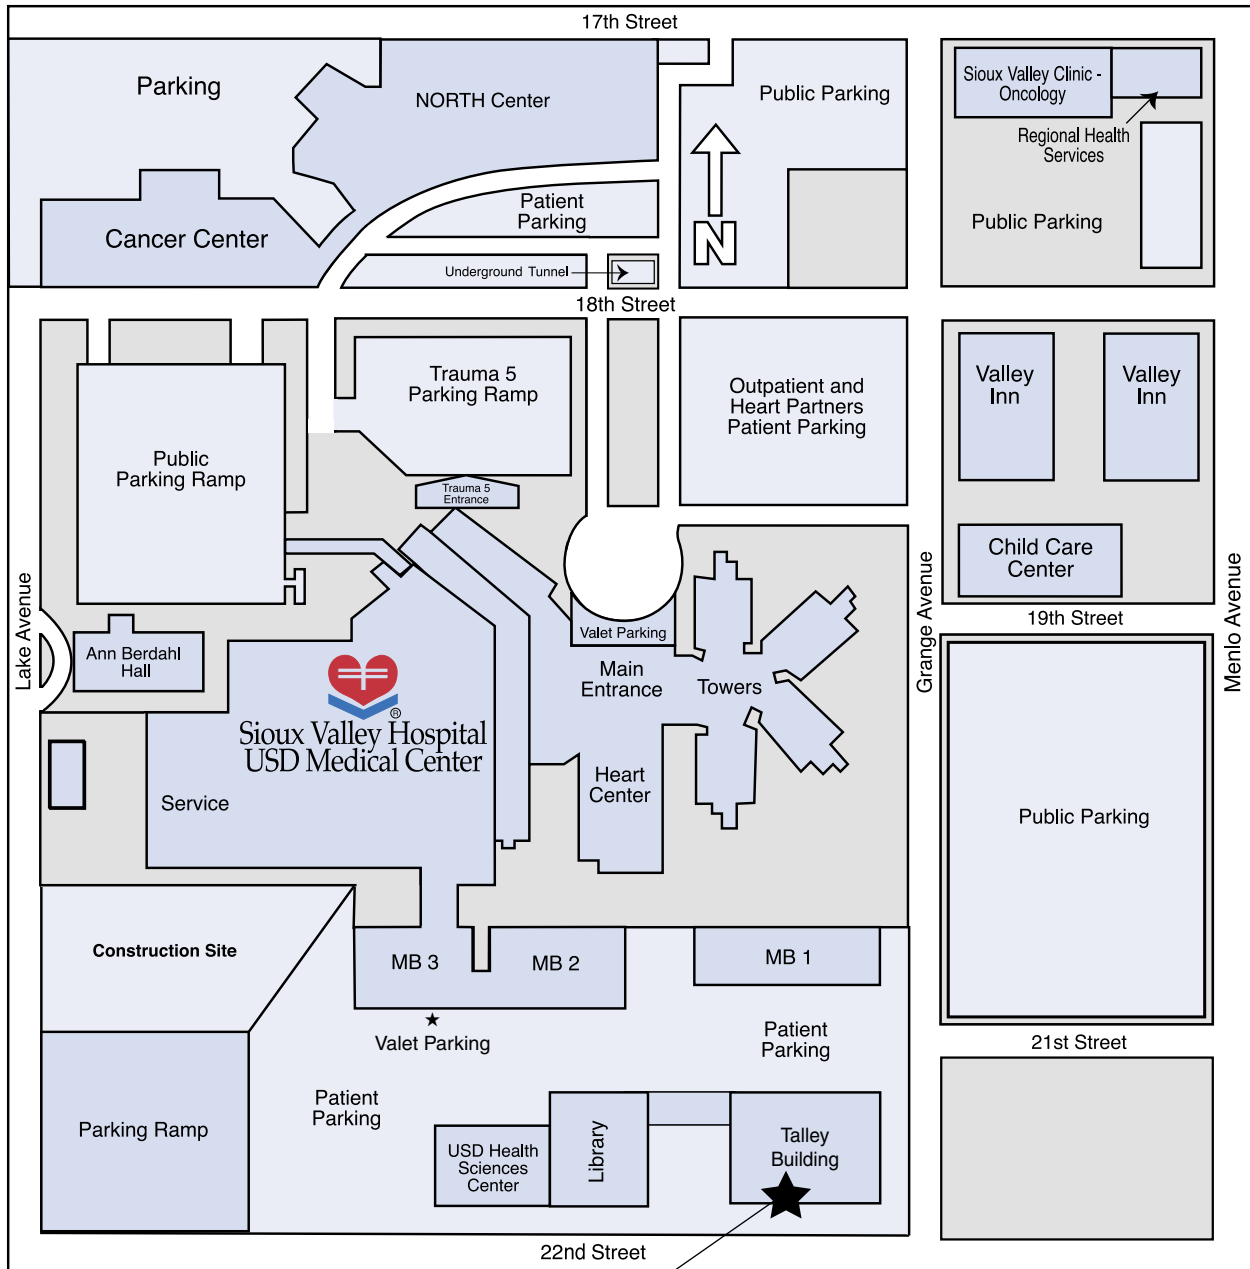 17th Street
Parking
NORTH Center
Public Parking
Sioux Valley Clinic -
Oncology
Regional Health
Services
Public Parking
Patient
Parking
Cancer Center
N
Underground Tunnel
18th Street
Trauma 5
Parking Ramp
Outpatient and
Heart Partners
Patient Parking
Valley
Inn
Valley
Inn
Public
Parking Ramp
Trauma 5
Entrance
Child Care
Center
Lake Avenue
Grange Avenue
Menlo Avenue
19th Street
Valet Parking
Ann Berdahl
Hall
Main
Entrance
Towers
®
Sioux Valley Hospital
USD Medical Center
Service
Heart
Center
Public Parking
Construction Site
MB 3
MB 2
MB 1
Valet Parking
Patient
Parking
21st Street
Patient
Parking
Parking Ramp
USD Health
Sciences
Center
Library
Talley
Building
22nd Street